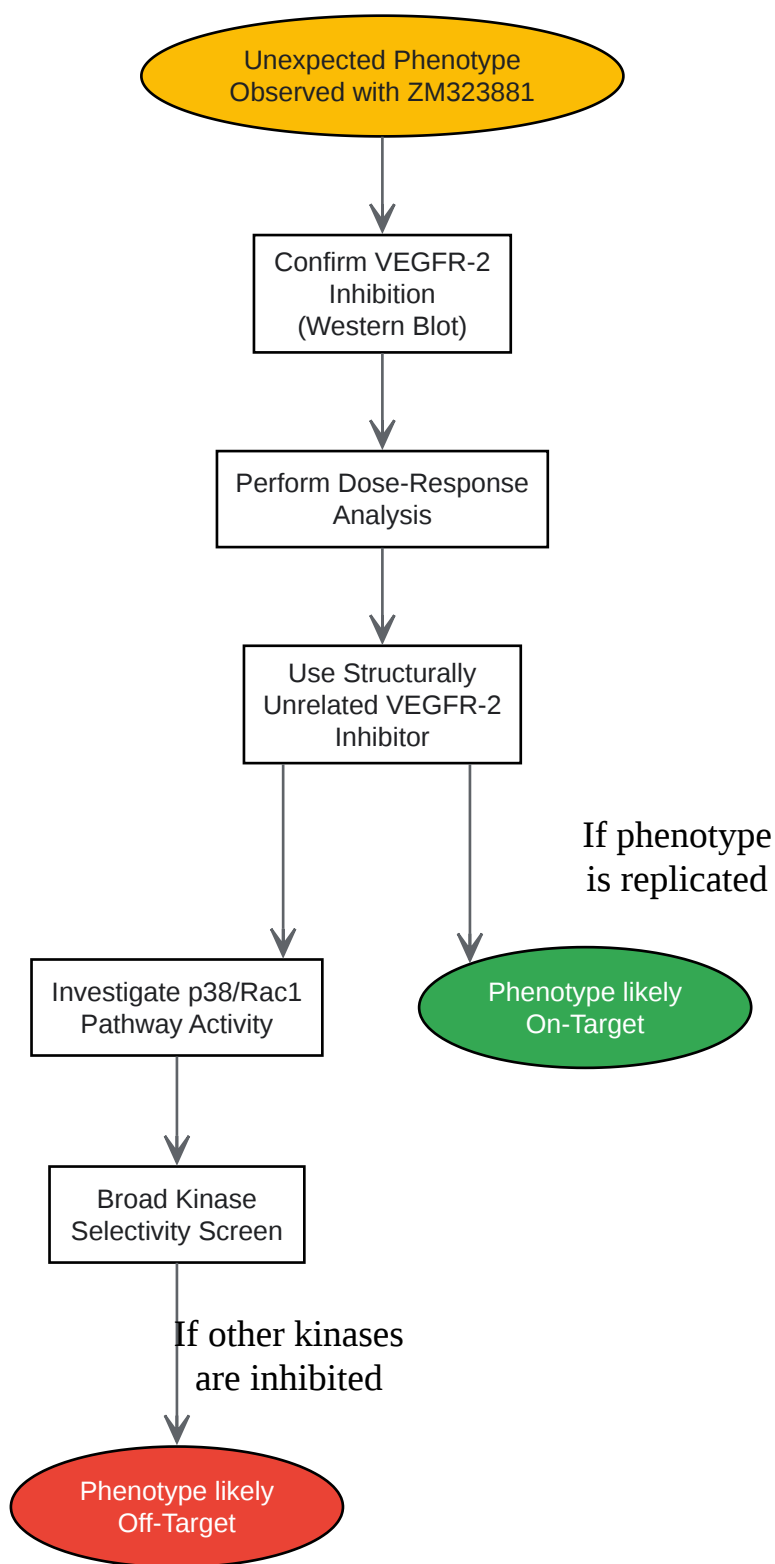 Unexpected Phenotype
Observed with ZM323881
Confirm VEGFR-2
Inhibition
(Western Blot)
Perform Dose-Response
Analysis
Use Structurally
Unrelated VEGFR-2
Inhibitor
If phenotype
is replicated
Investigate p38/Rac1
Pathway Activity
Phenotype likely
On-Target
Broad Kinase
Selectivity Screen
If other kinases
are inhibited
Phenotype likely
Off-Target